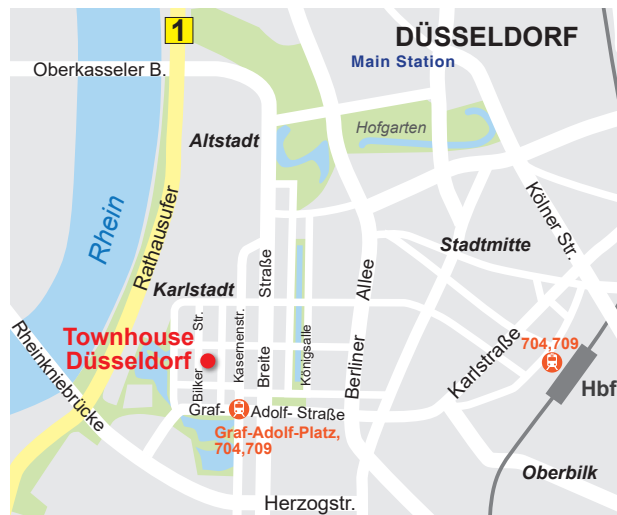 1
DÜSSELDORF
Main Station
Oberkasseler B.
Hofgarten
Altstadt
Rhein
Rathausufer
Kölner Str.
Stadtmitte
Karlstadt
Straße
Allee
Bilker Str.
Kasernenstr.
Breite
Königsalle
Berliner
Karlstraße
Rheinkniebrücke
Townhouse
Düsseldorf
704,709
Hbf
Graf-Adolf-Straße
Graf-Adolf-Platz,
704,709
Oberbilk
Herzogstr.